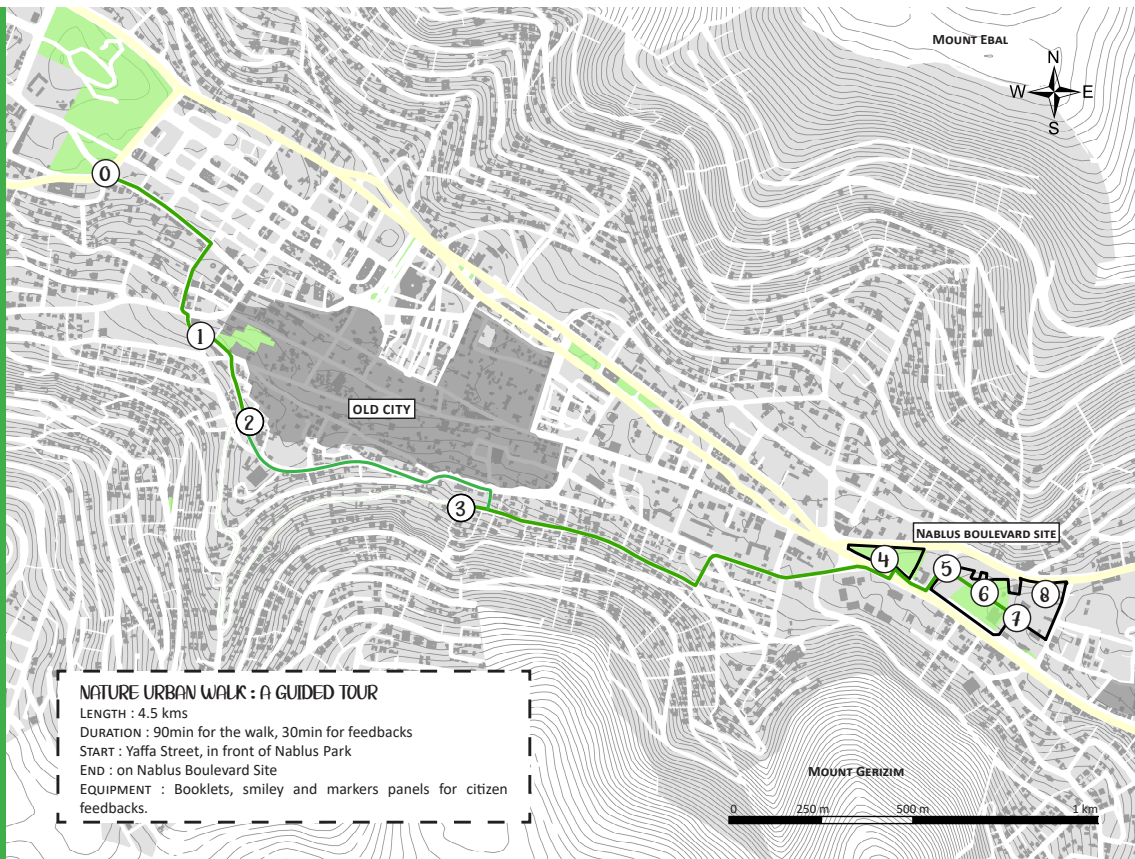 MOUNT EBAL
N
W E
S
0
1
2
OLD CITY
3
NABLUS BOULEVARD SITE
4
5
6
7
8
NATURE URBAN WALK : A GUIDED TOUR
LENGTH : 4.5 kms
DURATION : 90min for the walk, 30min for feedbacks
START : Yaffa Street, in front of Nablus Park
END : on Nablus Boulevard Site
EQUIPMENT : Booklets, smiley and markers panels for citizen
feedbacks.
MOUNT GERIZIM
0 250 m 500 m 1 km